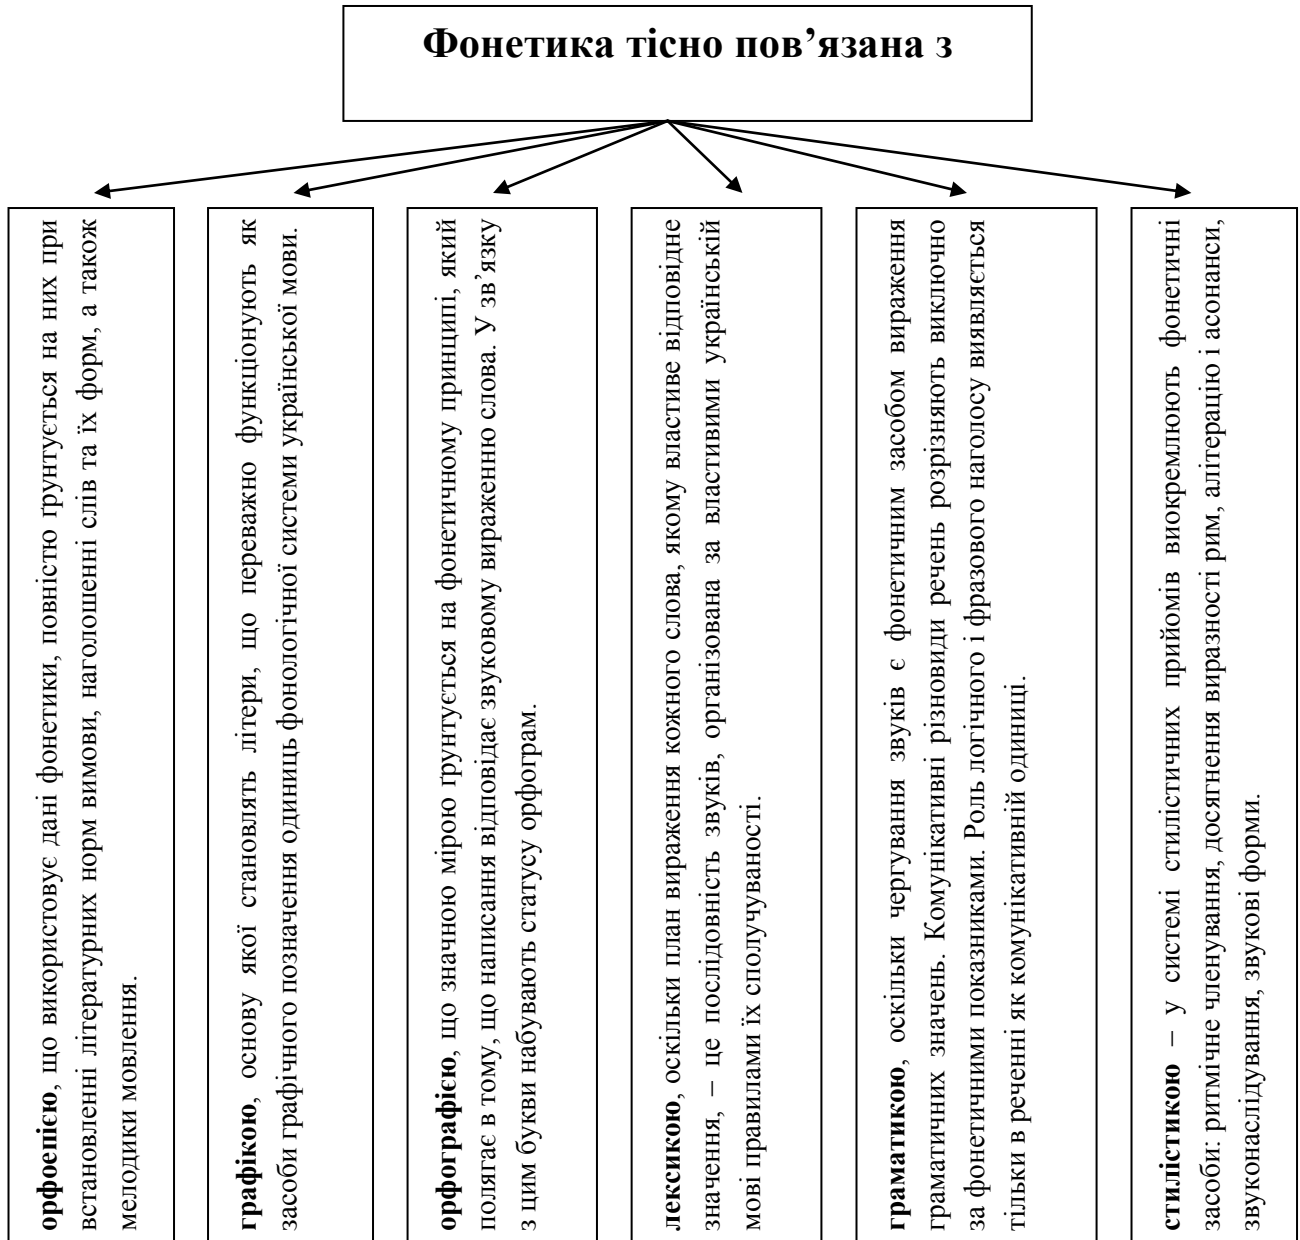 Фонетика тісно пов’язана з
орфоепією, що використовує дані фонетики, повністю ґрунтується на них при
встановленні літературних норм вимови, наголошенні слів та їх форм, а також
мелодики мовлення.
графікою, основу якої становлять літери, що переважно функціонують як
засоби графічного позначення одиниць фонологічної системи української мови.
орфографією, що значною мірою ґрунтується на фонетичному принципі, який
полягає в тому, що написання відповідає звуковому вираженню слова. У зв’язку
з цим букви набувають статусу орфограм.
лексикою, оскільки план вираження кожного слова, якому властиве відповідне
значення, – це послідовність звуків, організована за властивими українській
мові правилами їх сполучуваності.
граматикою, оскільки чергування звуків є фонетичним засобом вираження
граматичних значень. Комунікативні різновиди речень розрізняють виключно
за фонетичними показниками. Роль логічного і фразового наголосу виявляється
тільки в реченні як комунікативній одиниці.
стилістикою – у системі стилістичних прийомів виокремлюють фонетичні
засоби: ритмічне членування, досягнення виразності рим, алітерацію і асонанси,
звуконаслідування, звукові форми.